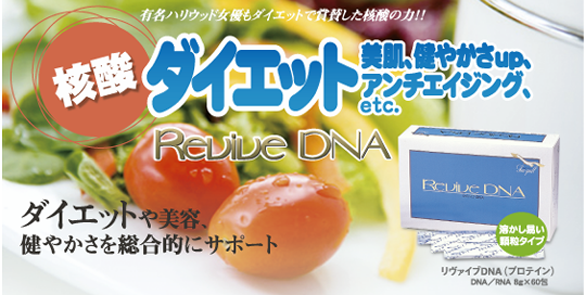 有名ハリウッド女優もダイエットで賞賛した核酸の力!!
核酸
ダイエット
美肌、健やかさup、
アンチエイジング、
etc.
Revive DNA
Revive DNA
溶かし易い
顆粒タイプ
ダイエットや美容、
健やかさを総合的にサポート
リヴァイブDNA(プロテイン)
DNA/RNA 8g×60包